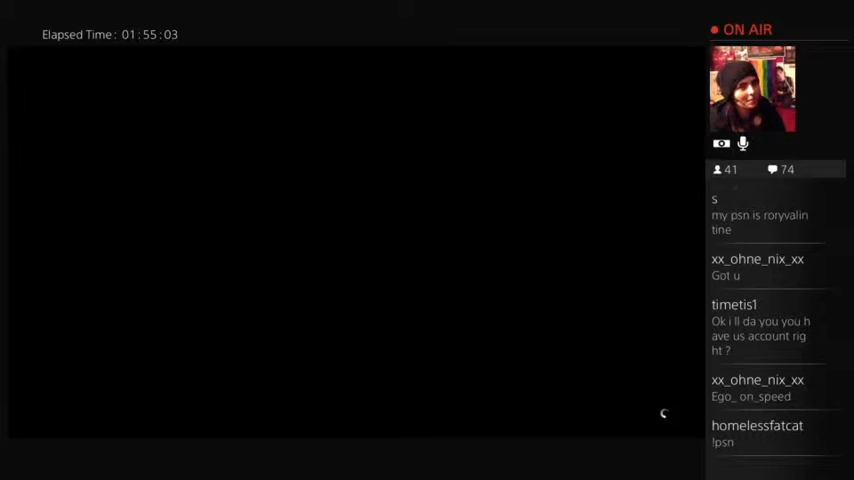 Elapsed Time: 01:55:03
ON AIR
41 74
s
my psn is roryvalin
tine
xx_ohne_nix_xx
Got u
timetis1
Ok i ll da you you h
ave us account rig
ht ?
xx_ohne_nix_xx
Ego_ on_speed
homelessfatcat
!psn